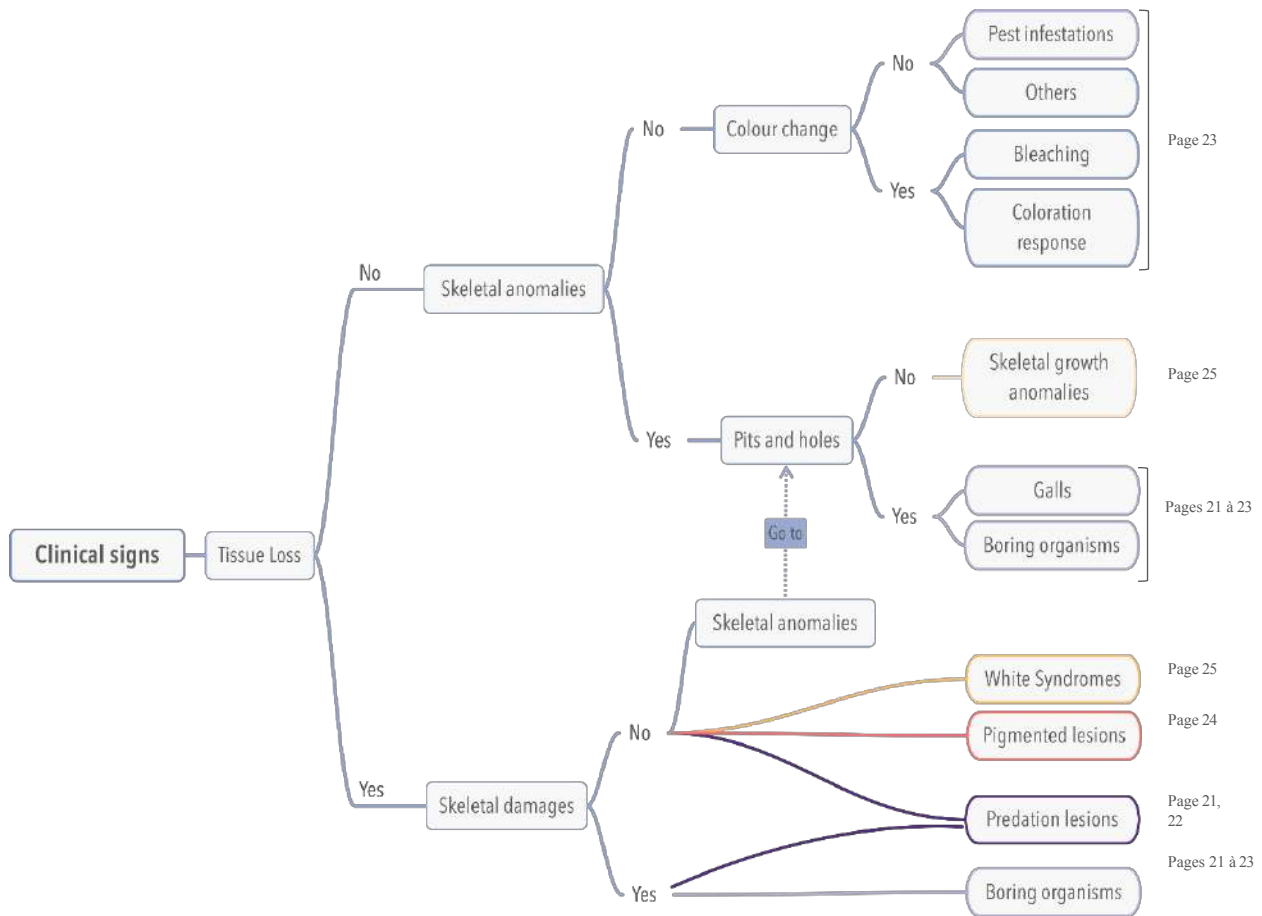 Pest infestations
No
Others
Page 23
No
Colour change
Bleaching
Yes
Coloration
response
No
Skeletal anomalies
Skeletal growth
anomalies
Page 25
No
Yes
Pits and holes
Galls
Pages 21 à 23
Yes
Boring organisms
Go to
Clinical signs
Tissue Loss
Skeletal anomalies
White Syndromes
Page 25
No
Pigmented lesions
Page 24
Yes
Skeletal damages
Predation lesions
Page 21,
22
Pages 21 à 23
Yes
Boring organisms